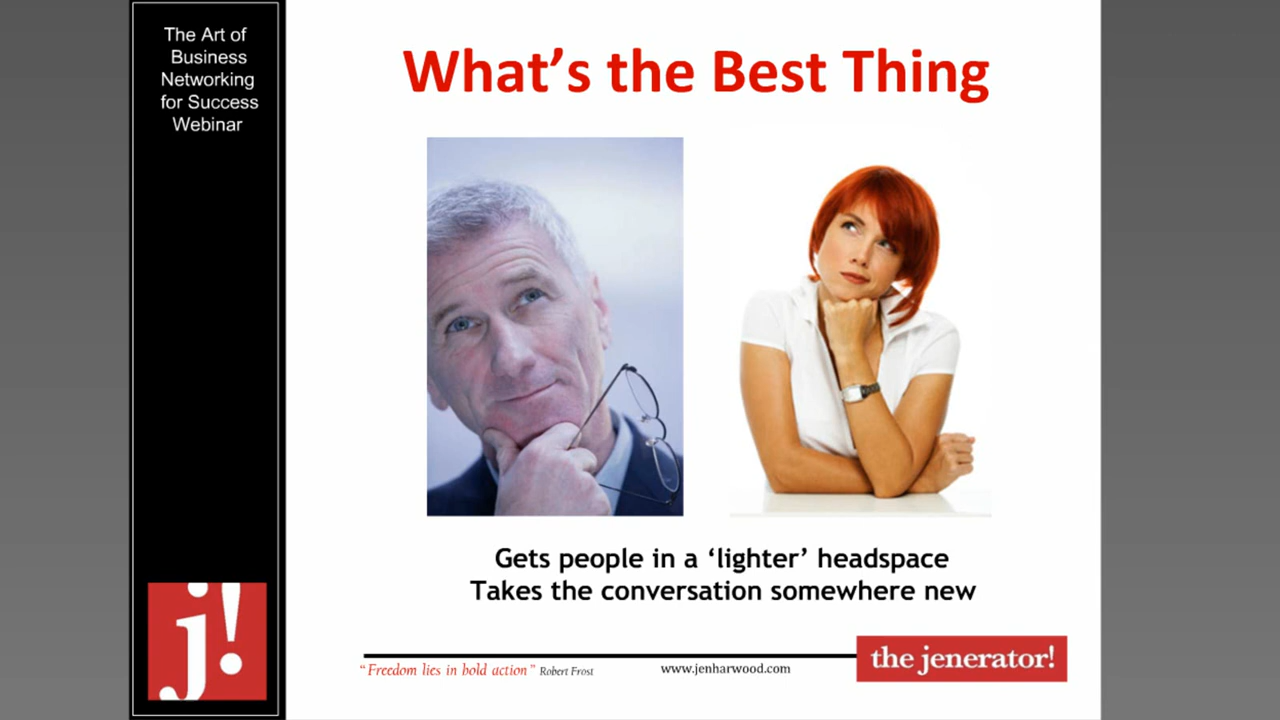 The Art of
Business
Networking
for Success
Webinar
What's the Best Thing
Gets people in a ‘lighter’ headspace
Takes the conversation somewhere new
j!
“Freedom lies in bold action” Robert Frost
www.jenharwood.com
the jenerator!